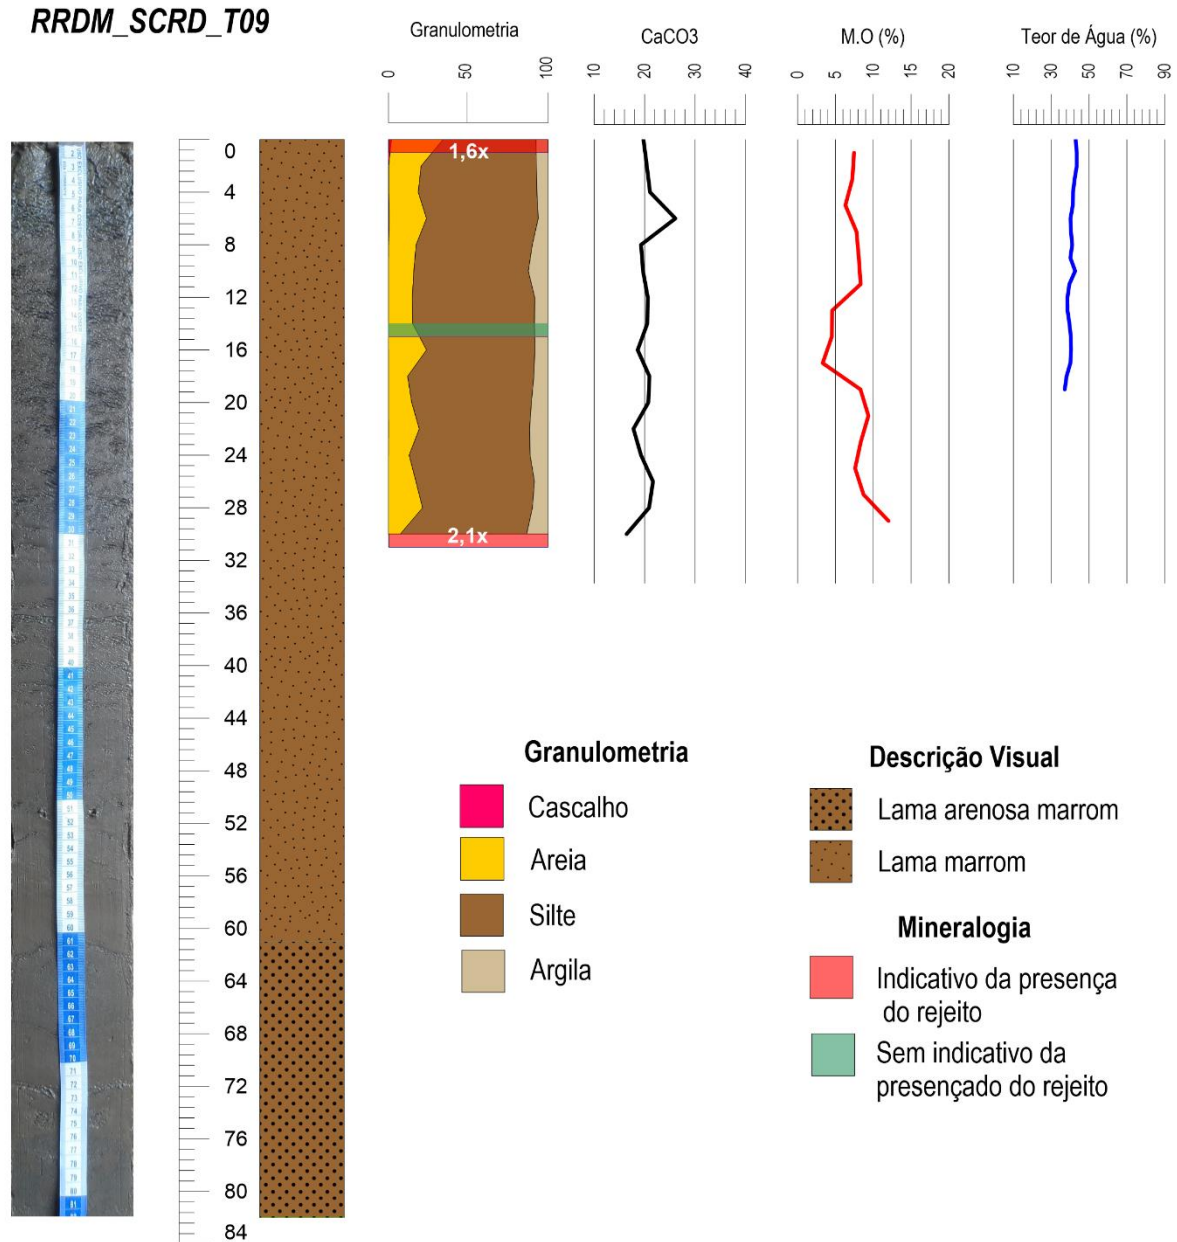 RRDM_SCRD_T09
Granulometria
CaCO3
M.O (%)
Teor de Água (%)
0
50
100
10
20
30
40
0
5
10
15
20
10
30
50
70
90
1,6x
2,1x
0
4
8
12
16
20
24
28
32
36
40
44
48
52
56
60
64
68
72
76
80
84
Granulometria
Cascalho
Areia
Silte
Argila
Descrição Visual
Lama arenosa marrom
Lama marrom
Mineralogia
Indicativo da presença
do rejeito
Sem indicativo da
presençado do rejeito